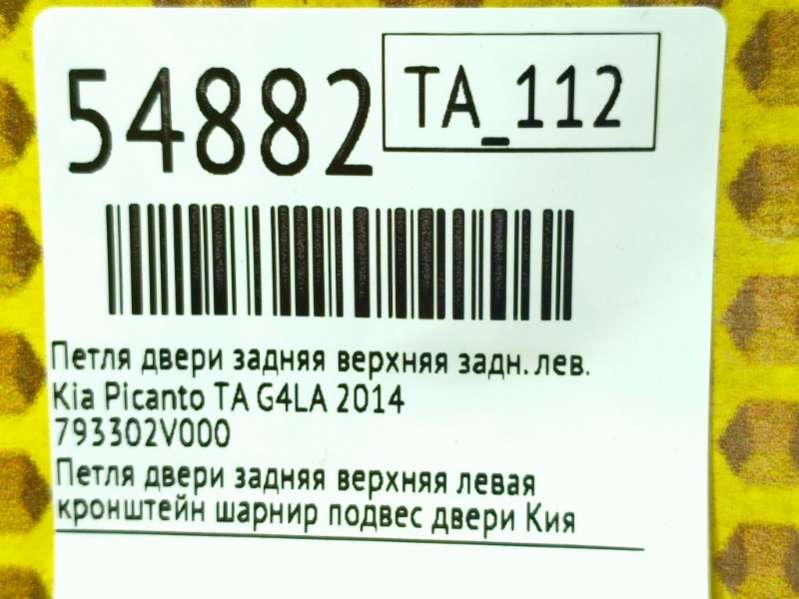 54882
TA_112
Петля двери задняя верхняя задн. лев.
Kia Picanto TA G4LA 2014
793302V000
Петля двери задняя верхняя левая
кронштейн шарнир подвес двери Кия